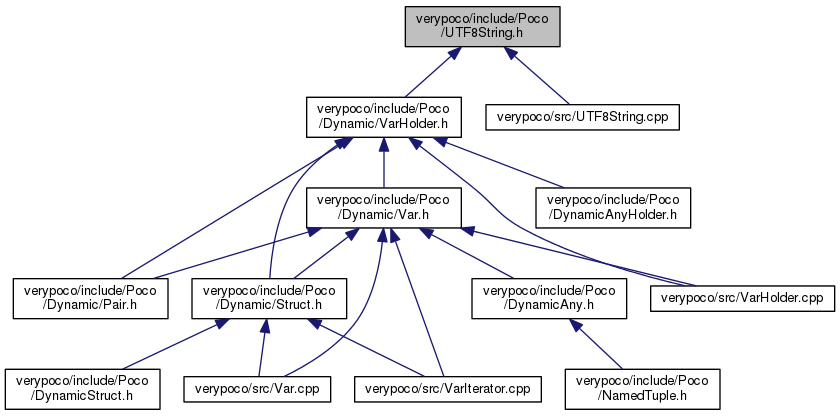 verypoco/include/Poco
/UTF8String.h
verypoco/include/Poco
/Dynamic/VarHolder.h
verypoco/src/UTF8String.cpp
verypoco/include/Poco
/Dynamic/Var.h
verypoco/include/Poco
/DynamicAnyHolder.h
verypoco/include/Poco
/Dynamic/Pair.h
verypoco/include/Poco
/Dynamic/Struct.h
verypoco/include/Poco
/DynamicAny.h
verypoco/src/VarHolder.cpp
verypoco/include/Poco
/DynamicStruct.h
verypoco/src/Var.cpp
verypoco/src/VarIterator.cpp
verypoco/include/Poco
/NamedTuple.h